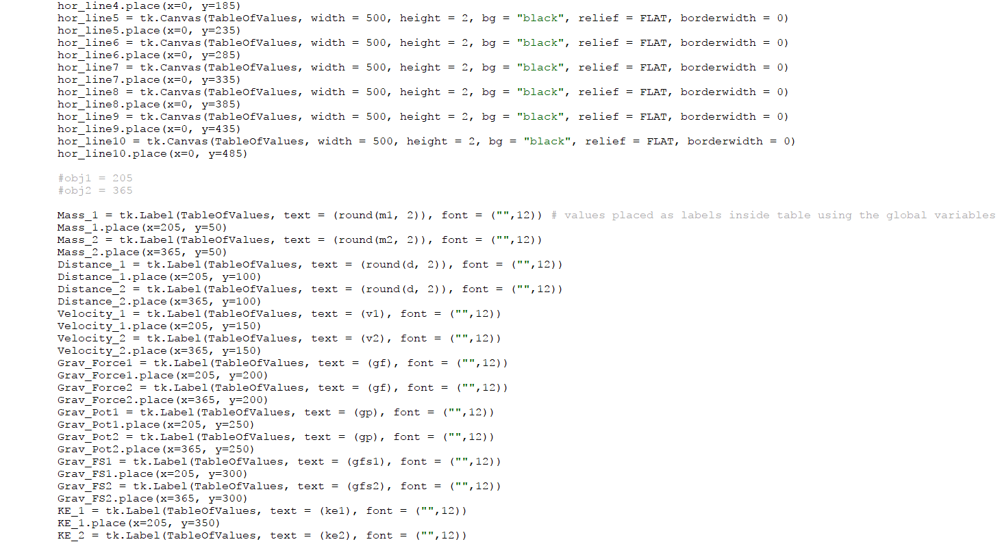 hor_line4.place(x=0, y=185)
hor_line5 = tk.Canvas(TableOfValues, width = 500, height = 2, bg = "black", relief = FLAT, borderwidth = 0)
hor_line5.place(x=0, y=235)
hor_line6 = tk.Canvas(TableOfValues, width = 500, height = 2, bg = "black", relief = FLAT, borderwidth = 0)
hor_line6.place(x=0, y=285)
hor_line7 = tk.Canvas(TableOfValues, width = 500, height = 2, bg = "black", relief = FLAT, borderwidth = 0)
hor_line7.place(x=0, y=335)
hor_line8 = tk.Canvas(TableOfValues, width = 500, height = 2, bg = "black", relief = FLAT, borderwidth = 0)
hor_line8.place(x=0, y=385)
hor_line9 = tk.Canvas(TableOfValues, width = 500, height = 2, bg = "black", relief = FLAT, borderwidth = 0)
hor_line9.place(x=0, y=435)
hor_line10 = tk.Canvas(TableOfValues, width = 500, height = 2, bg = "black", relief = FLAT, borderwidth = 0)
hor_line10.place(x=0, y=485)
#obj1 = 205
#obj2 = 365
Mass_1 = tk.Label(TableOfValues, text = (round(m1, 2)), font = ("",12)) # values placed as labels inside table using the global variables
Mass_1.place(x=205, y=50)
Mass_2 = tk.Label(TableOfValues, text = (round(m2, 2)), font = ("",12))
Mass_2.place(x=365, y=50)
Distance_1 = tk.Label(TableOfValues, text = (round(d, 2)), font = ("",12))
Distance_1.place(x=205, y=100)
Distance_2 = tk.Label(TableOfValues, text = (round(d, 2)), font = ("",12))
Distance_2.place(x=365, y=100)
Velocity_1 = tk.Label(TableOfValues, text = (v1), font = ("",12))
Velocity_1.place(x=205, y=150)
Velocity_2 = tk.Label(TableOfValues, text = (v2), font = ("",12))
Velocity_2.place(x=365, y=150)
Grav_Force1 = tk.Label(TableOfValues, text = (gf), font = ("",12))
Grav_Force1.place(x=205, y=200)
Grav_Force2 = tk.Label(TableOfValues, text = (gf), font = ("",12))
Grav_Force2.place(x=365, y=200)
Grav_Pot1 = tk.Label(TableOfValues, text = (gp), font = ("",12))
Grav_Pot1.place(x=205, y=250)
Grav_Pot2 = tk.Label(TableOfValues, text = (gp), font = ("",12))
Grav_Pot2.place(x=365, y=250)
Grav_FS1 = tk.Label(TableOfValues, text = (gfs1), font = ("",12))
Grav_FS1.place(x=205, y=300)
Grav_FS2 = tk.Label(TableOfValues, text = (gfs2), font = ("",12))
Grav_FS2.place(x=365, y=300)
KE_1 = tk.Label(TableOfValues, text = (ke1), font = ("",12))
KE_1.place(x=205, y=350)
KE_2 = tk.Label(TableOfValues, text = (ke2), font = ("",12))